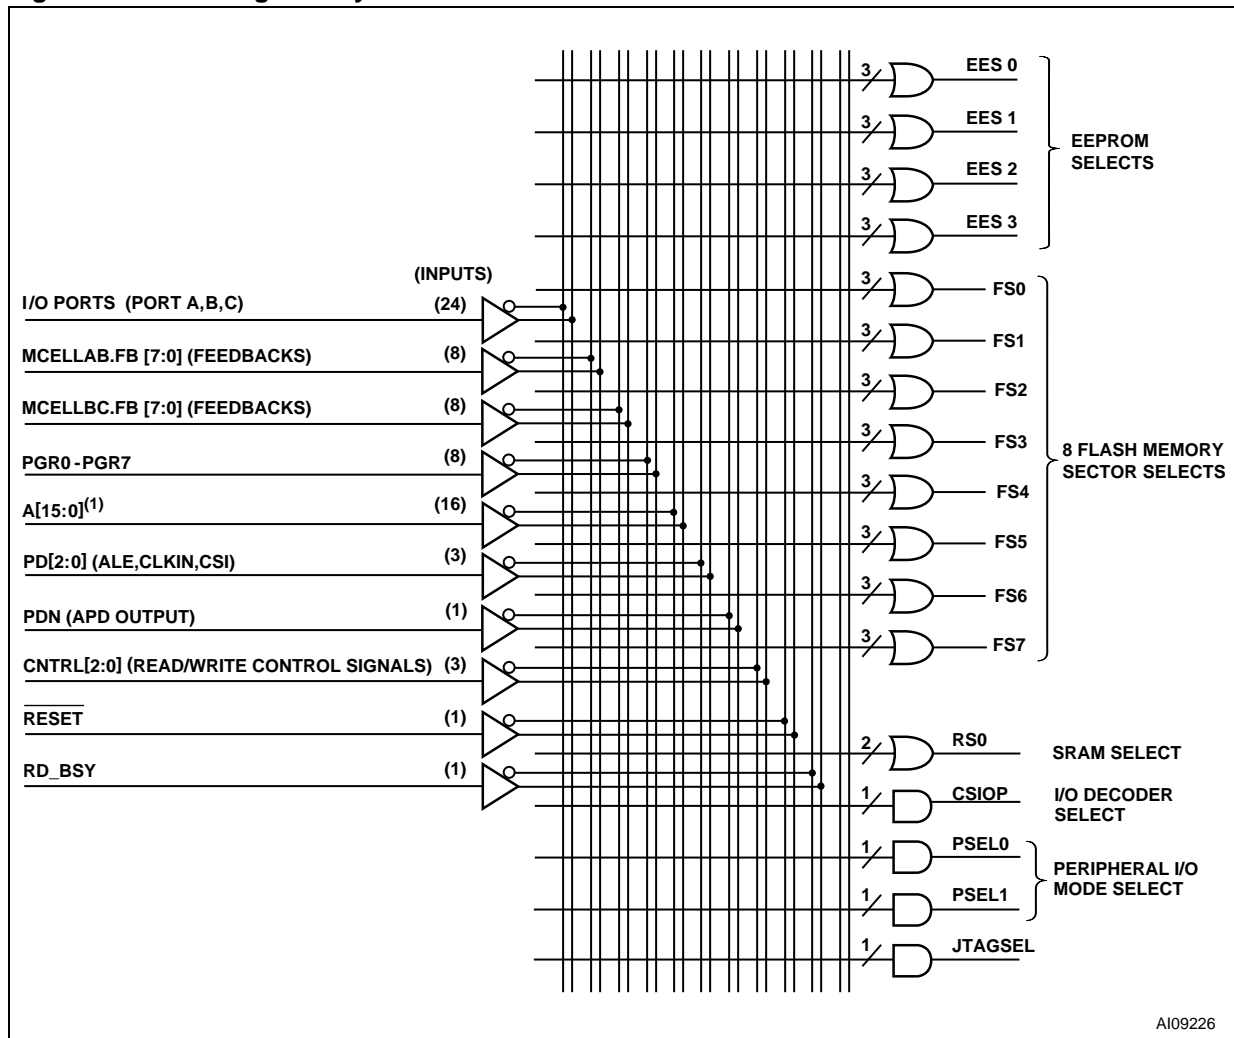 3 EES 0
3 EES 1
3 EES 2
3 EES 3
EEPROM
SELECTS
(INPUTS)
I/O PORTS (PORT A,B,C) (24)
MCELLAB.FB [7:0] (FEEDBACKS) (8)
MCELLBC.FB [7:0] (FEEDBACKS) (8)
PGR0 -PGR7 (8)
A[15:0](1) (16)
PD[2:0] (ALE,CLKIN,CSI) (3)
PDN (APD OUTPUT) (1)
CNTRL[2:0] (READ/WRITE CONTROL SIGNALS) (3)
RESET (1)
RD_BSY (1)
3 FS0
3 FS1
3 FS2
3 FS3
3 FS4
3 FS5
3 FS6
3 FS7
8 FLASH MEMORY
SECTOR SELECTS
2 RS0 SRAM SELECT
1 CSIOP I/O DECODER
SELECT
1 PSEL0
1 PSEL1
PERIPHERAL I/O
MODE SELECT
1 JTAGSEL
AI09226